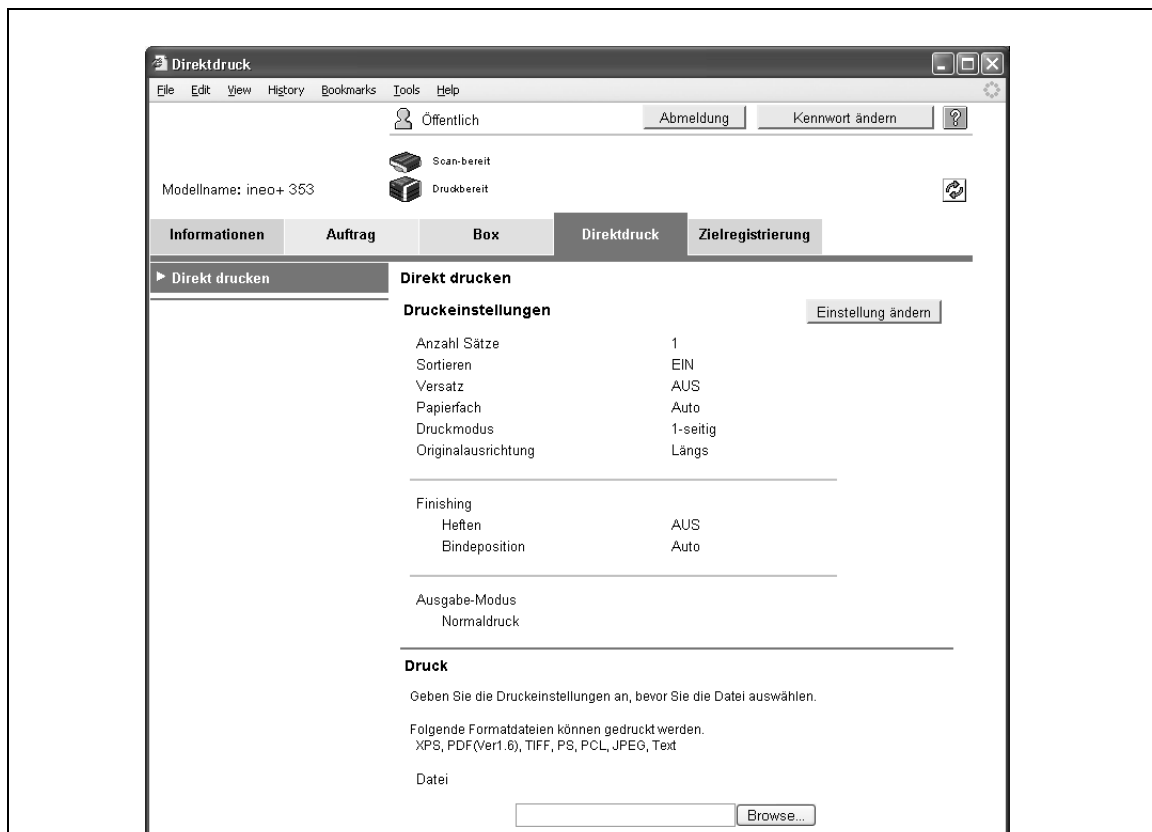 Direktdruck
File Edit View History Bookmarks Tools Help
Öffentlich Abmeldung Kennwort ändern ?
Scan-bereit
Modellname: ineo+ 353 Druckbereit
Informationen Auftrag Box Direktdruck Zielregistrierung
Direkt drucken
Direkt drucken
Druckeinstellungen Einstellung ändern
Anzahl Sätze 1
Sortieren EIN
Versatz AUS
Papierfach Auto
Druckmodus 1-seitig
Originalausrichtung Längs
Finishing
Heften AUS
Bindeposition Auto
Ausgabe-Modus
Normaldruck
Druck
Geben Sie die Druckeinstellungen an, bevor Sie die Datei auswählen.
Folgende Formatdateien können gedruckt werden.
XPS, PDF(Ver1.6), TIFF, PS, PCL, JPEG, Text
Datei
Browse...